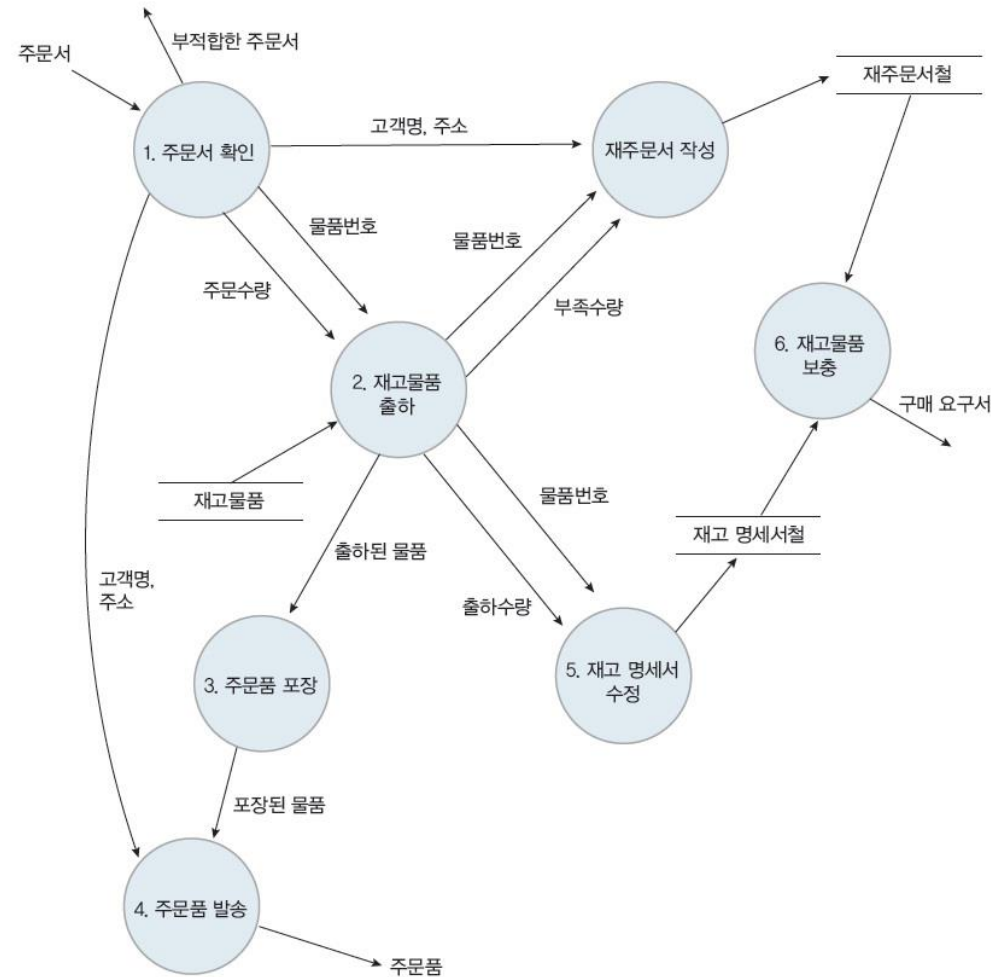 부적합한 주문서
주문서
재주문서철
고객명, 주소
1. 주문서 확인
재주문서 작성
물품번호
물품번호
주문수량
부족수량
6. 재고물품
보충
2. 재고물품
출하
구매 요구서
재고물품
물품번호
재고 명세서철
출하된 물품
고객명,
주소
출하수량
3. 주문품 포장
5. 재고 명세서
수정
포장된 물품
4. 주문품 발송
주문품